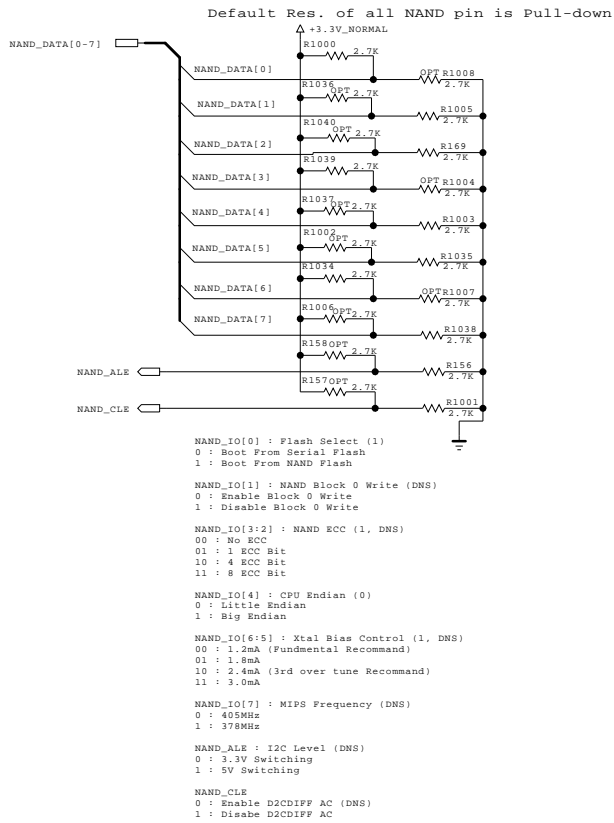 Default Res. of all NAND pin is Pull-down
+3.3V_NORMAL
NAND_DATA[0-7]
R1000
2.7K
NAND_DATA[0]
OPT R1008
2.7K
R1036
OPT
2.7K
NAND_DATA[1]
R1005
2.7K
R1040
OPT
2.7K
NAND_DATA[2]
R169
2.7K
R1039
2.7K
NAND_DATA[3]
OPT R1004
2.7K
R1037
OPT
2.7K
NAND_DATA[4]
R1003
2.7K
R1002
OPT
2.7K
NAND_DATA[5]
R1035
2.7K
R1034
2.7K
NAND_DATA[6]
OPT R1007
2.7K
R1006
OPT
2.7K
NAND_DATA[7]
R1038
2.7K
R158 OPT
2.7K
NAND_ALE
R156
2.7K
R157 OPT
2.7K
NAND_CLE
R1001
2.7K
NAND_IO[0] : Flash Select (1)
0 : Boot From Serial Flash
1 : Boot From NAND Flash
NAND_IO[1] : NAND Block 0 Write (DNS)
0 : Enable Block 0 Write
1 : Disable Block 0 Write
NAND_IO[3:2] : NAND ECC (1, DNS)
00 : No ECC
01 : 1 ECC Bit
10 : 4 ECC Bit
11 : 8 ECC Bit
NAND_IO[4] : CPU Endian (0)
0 : Little Endian
1 : Big Endian
NAND_IO[6:5] : Xtal Bias Control (1, DNS)
00 : 1.2mA (Fundmental Recommand)
01 : 1.8mA
10 : 2.4mA (3rd over tune Recommand)
11 : 3.0mA
NAND_IO[7] : MIPS Frequency (DNS)
0 : 405MHz
1 : 378MHz
NAND_ALE : I2C Level (DNS)
0 : 3.3V Switching
1 : 5V Switching
NAND_CLE
0 : Enable D2CDIFF AC (DNS)
1 : Disabe D2CDIFF AC